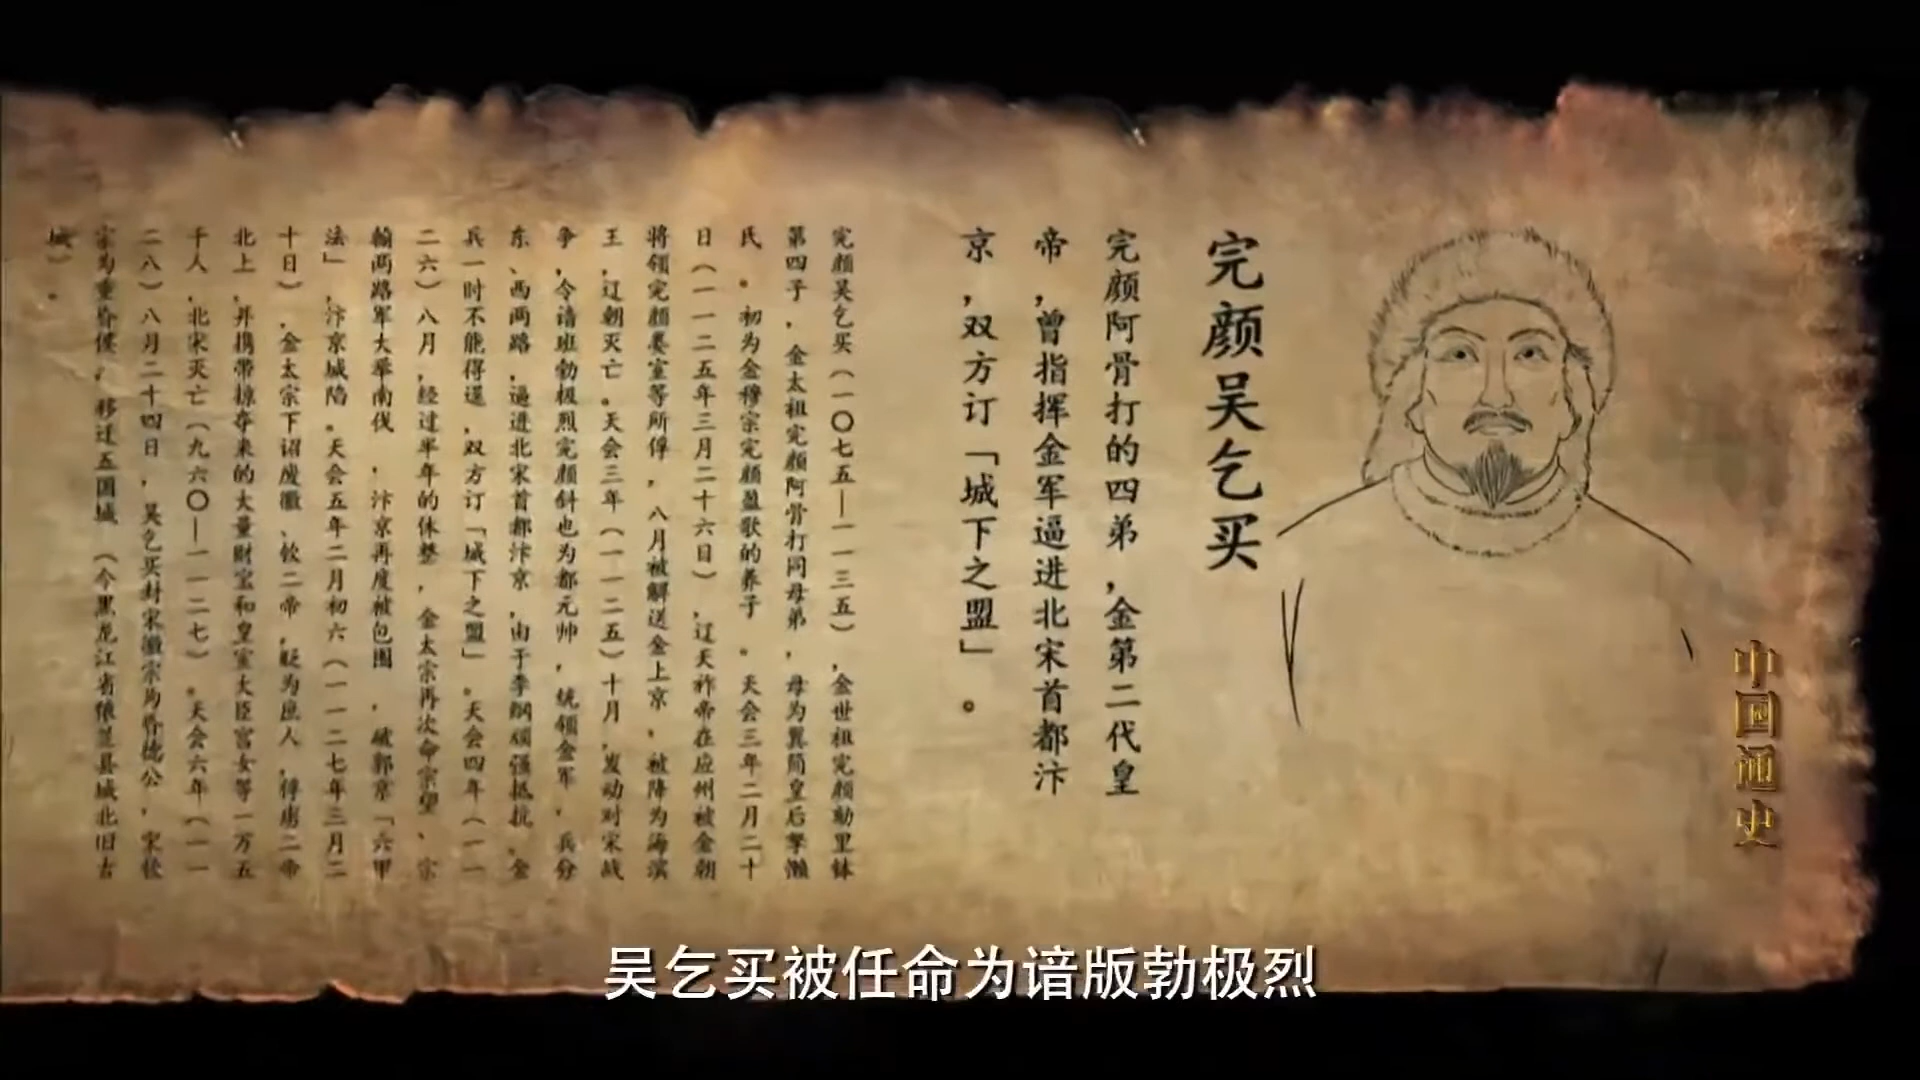 完颜吴乞买
完颜阿骨打的四弟，金第二代皇
帝，曾指挥金军逼进北宋首都汴
京，双方订「城下之盟」。
完颜吴乞买（一〇七五—一一三五），金世祖完颜劾里钵
第四子，金太祖完颜阿骨打同母弟，母为翼简皇后拏懒
氏。初为金穆宗完颜盈歌的养子。天会三年二月二十
日（一一二五年三月二十六日），辽天祚帝在应州被金朝
将领完颜娄室等所俘，八月被解送金上京，被降为海滨
王，辽朝灭亡。天会三年（一一二五）十月，发动对宋战
争，令谙班勃极烈完颜斜也为都元帅，统领金军，兵分
东、西两路，逼进北宋首都汴京，由于李纲顽强抵抗，金
兵一时不能得逞，双方订「城下之盟」。天会四年（一一
二六）八月，经过半年的休整，金太宗再次命宗望、宗
翰两路军大举南伐，汴京再度被包围，破郭京「六甲
法」，汴京城陷。天会五年二月初六（一一二七年三月二
十日），金太宗下诏废徽、钦二帝，贬为庶人，俘虏二帝
北上，并携带掠夺来的大量财宝和皇室大臣宫女等一万五
千人，北宋灭亡（九六〇—一一二七）。天会六年（一一
二八）八月二十四日，吴乞买封宋徽宗为昏德公，宋钦
宗为重昏侯，移迁五国城（今黑龙江省依兰县城北旧古
城）。
中国通史
吴乞买被任命为谙版勃极烈